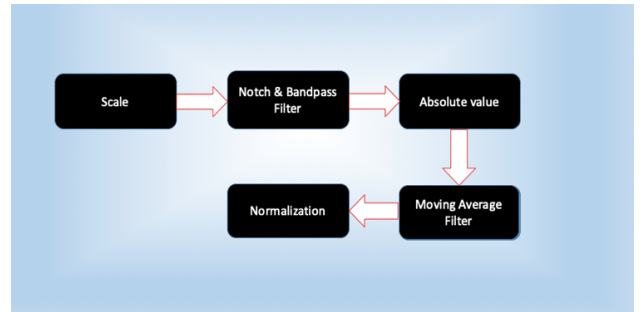 Scale
Notch & Bandpass
Filter
Absolute value
Moving Average
Filter
Normalization